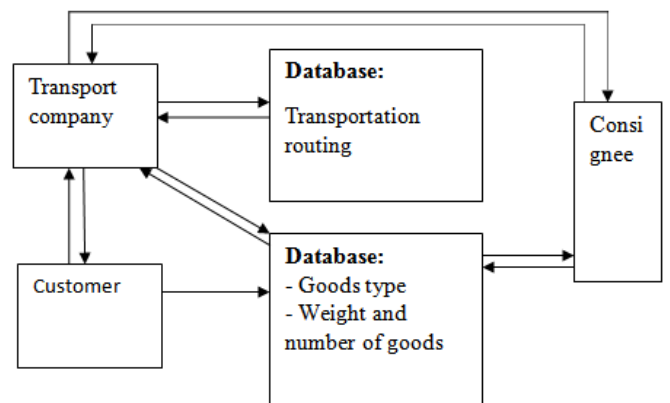 Transport
company
Database:
Transportation
routing
Consi
gnee
Customer
Database:
- Goods type
- Weight and
number of goods